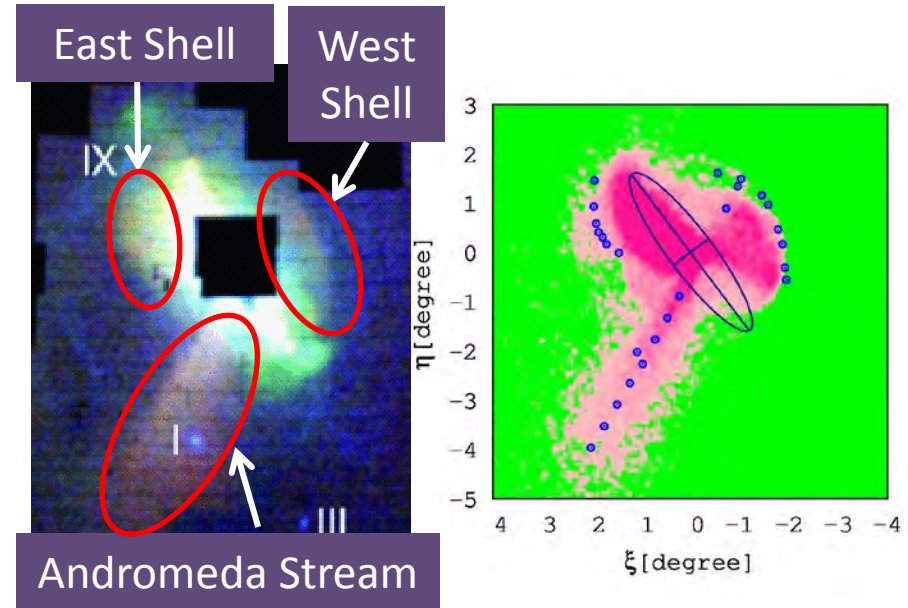 East Shell
West
Shell
IX
I
III
Andromeda Stream
3
2
1
0
-1
-2
-3
-4
-5
η[degree]
4 3 2 1 0 -1 -2 -3 -4
ξ[degree]